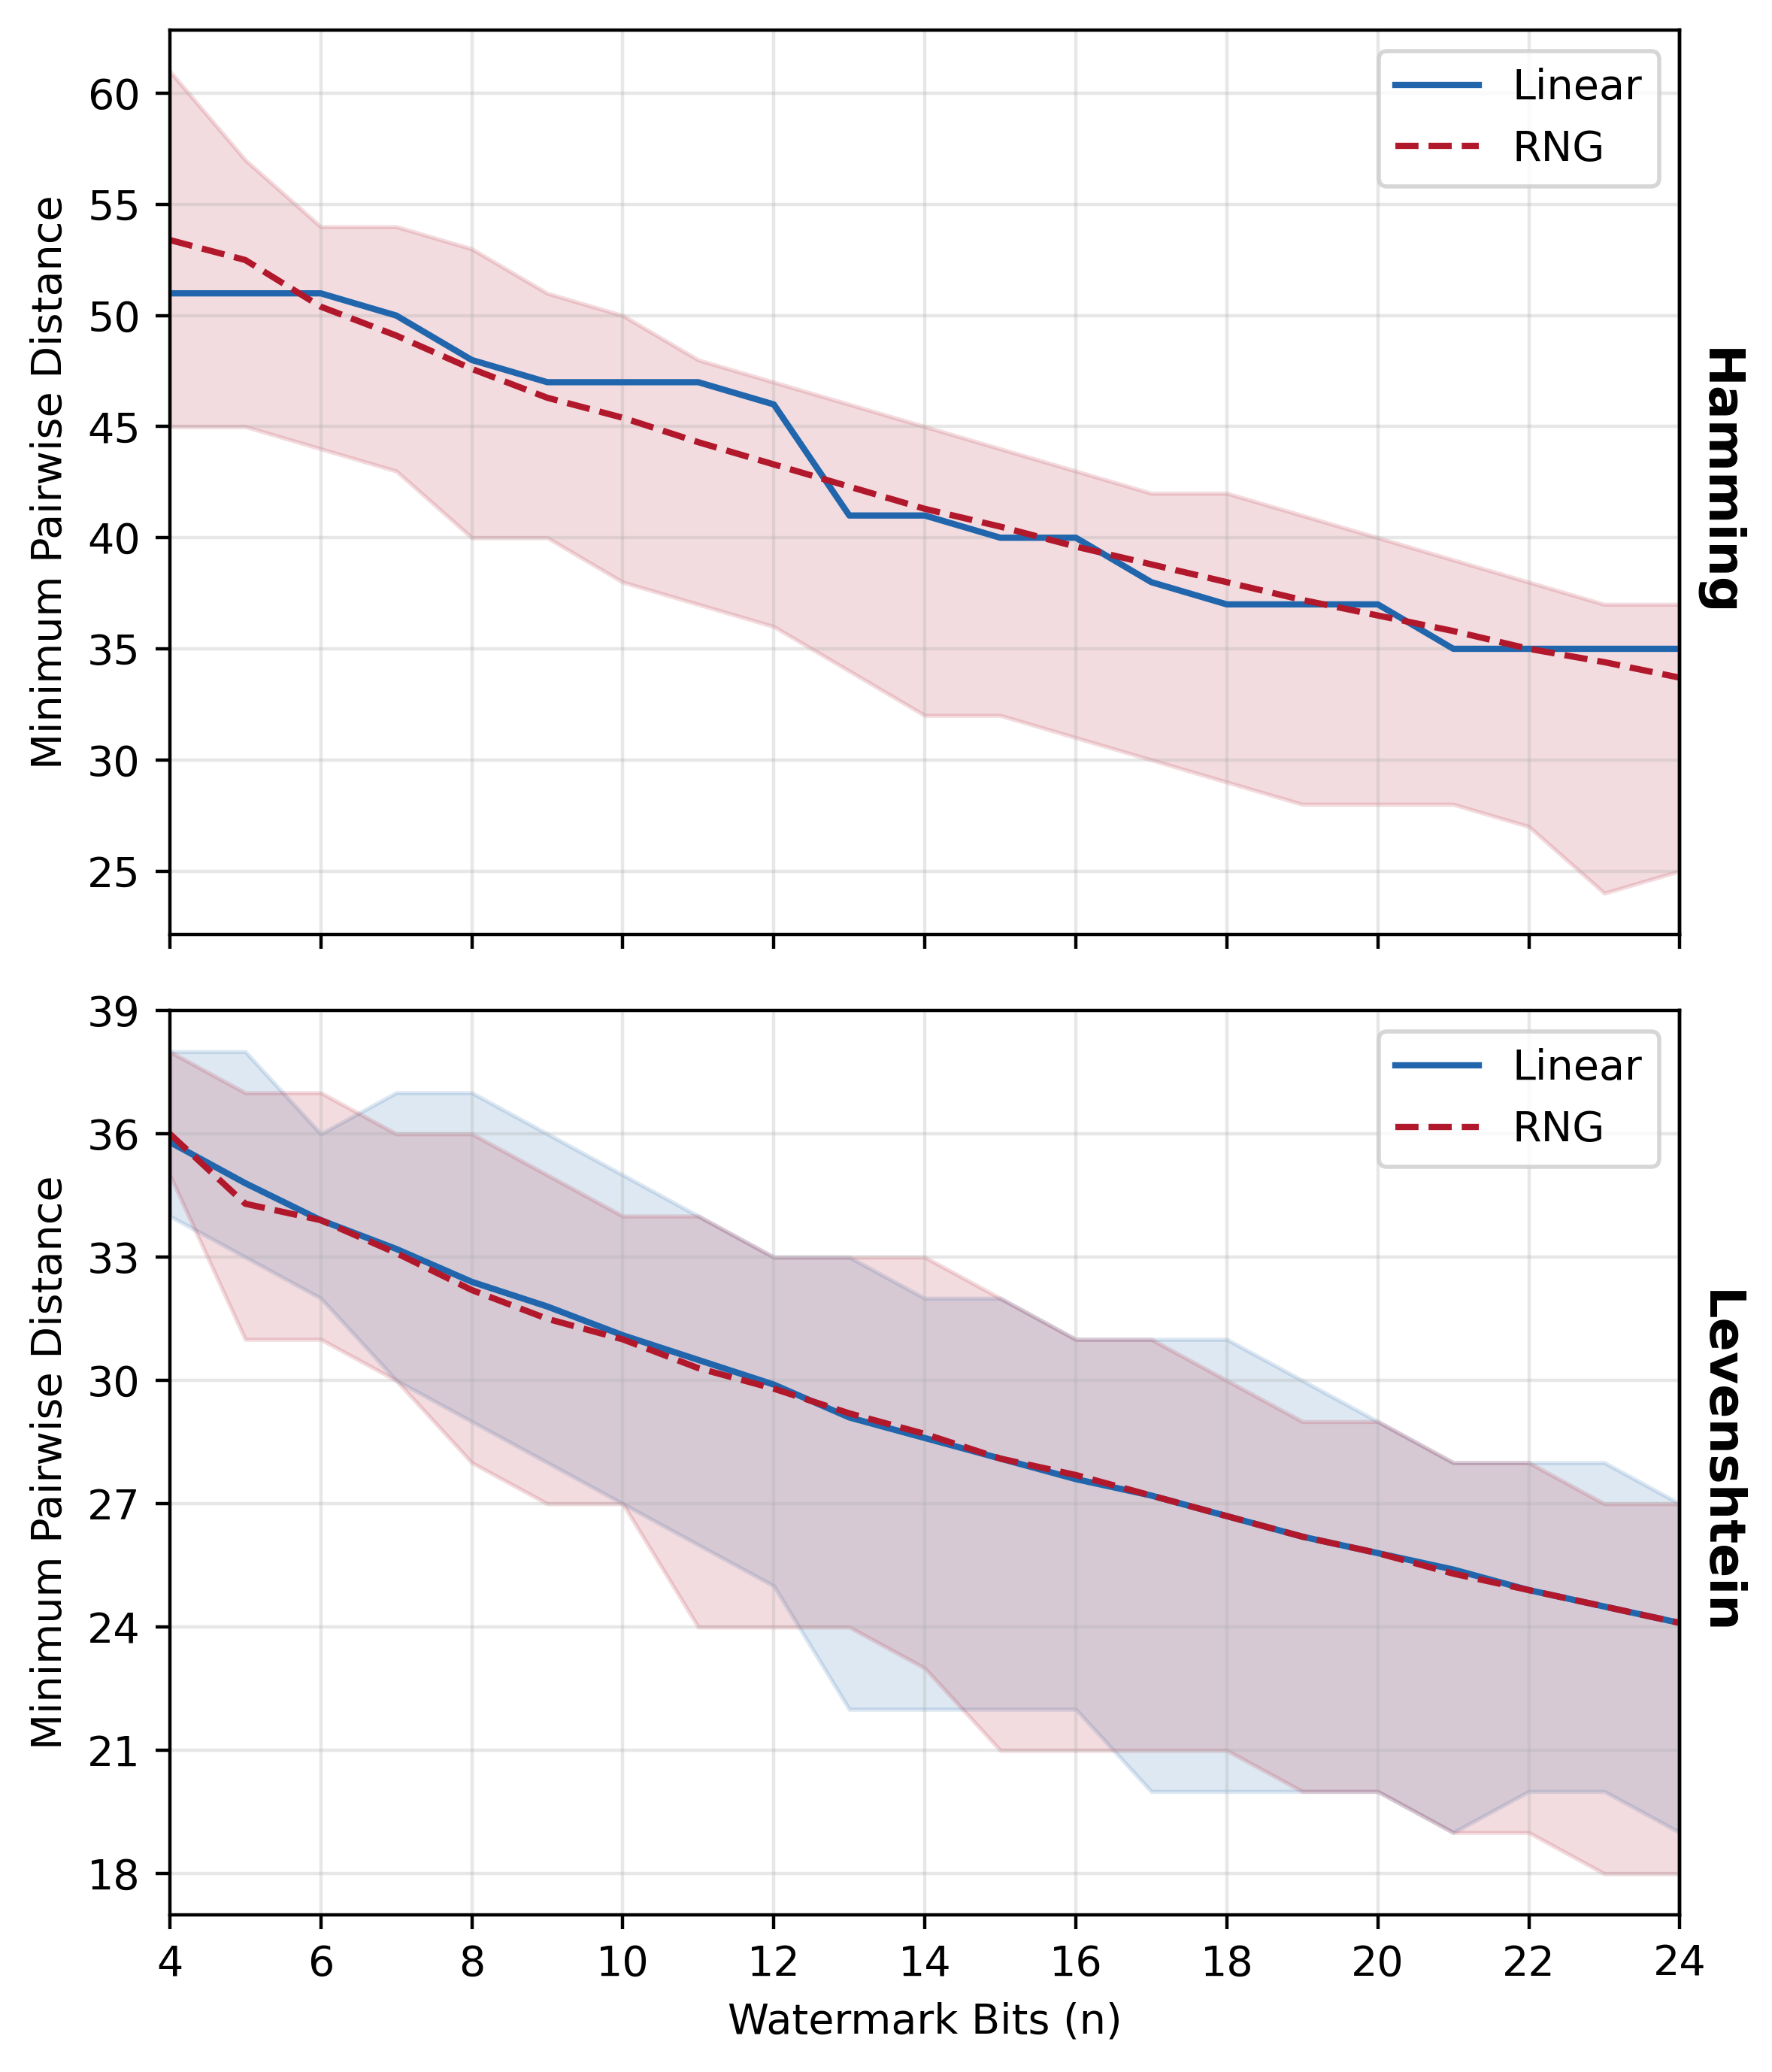 60
55
50
45
40
35
30
25
Minimum Pairwise Distance
Linear
RNG
Hamming
39
36
33
30
27
24
21
18
Minimum Pairwise Distance
Linear
RNG
Levenshtein
4 6 8 10 12 14 16 18 20 22 24
Watermark Bits (n)